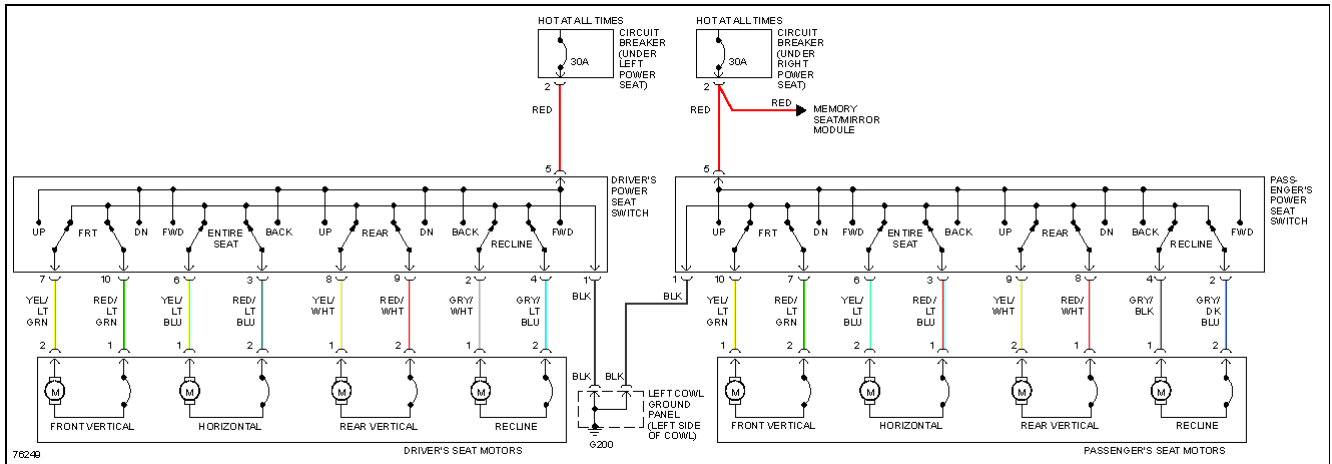 HOT AT ALL TIMES
CIRCUIT
BREAKER
(UNDER
LEFT
POWER
SEAT)
30A
2
RED
5
HOT AT ALL TIMES
CIRCUIT
BREAKER
(UNDER
RIGHT
POWER
SEAT)
30A
2
RED
RED
MEMORY
SEAT/MIRROR
MODULE
5
DRIVER'S
POWER
SEAT
SWITCH
UP FRT DN FWD ENTIRE SEAT BACK UP REAR DN BACK RECLINE FWD
7 10 6 3 8 9 2 4 1
YEL/
LT
GRN
RED/
LT
GRN
YEL/
LT
BLU
RED/
LT
BLU
YEL/
WHT
RED/
WHT
GRY/
WHT
GRY/
LT
BLU
BLK
2 1 1 2 1 2 1 2
M M M M
FRONT VERTICAL HORIZONTAL REAR VERTICAL RECLINE
DRIVER'S SEAT MOTORS
BLK BLK
LEFT COWL
GROUND
PANEL
(LEFT SIDE
OF COWL)
G200
PASS-
ENGER'S
POWER
SEAT
SWITCH
UP FRT DN FWD ENTIRE SEAT BACK UP REAR DN BACK RECLINE FWD
1 10 7 6 3 9 8 4 2
BLK
YEL/
LT
GRN
RED/
LT
GRN
YEL/
LT
BLU
RED/
LT
BLU
YEL/
WHT
RED/
WHT
GRY/
BLK
GRY/
DK
BLU
1 2 2 1 2 1 1 2
M M M M
FRONT VERTICAL HORIZONTAL REAR VERTICAL RECLINE
PASSENGER'S SEAT MOTORS
76249